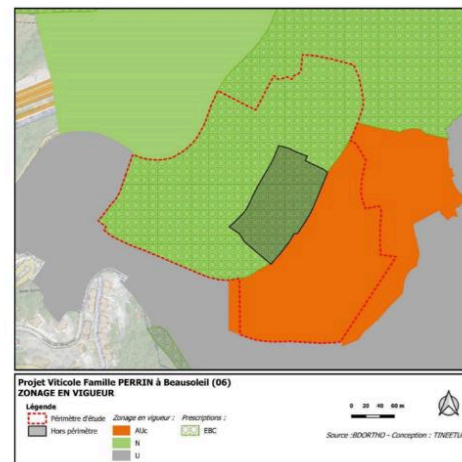 Projet Viticole Famille PERRIN à Beausoleil (06)
ZONAGE EN VIGUEUR
Légende
Périmètre d'étude
Hors périmètre
Zonage en vigueur :
AUc
N
U
Prescriptions :
EBC
0 20 40 60 m
Source :BDORTHO - Conception : TINEETUDE